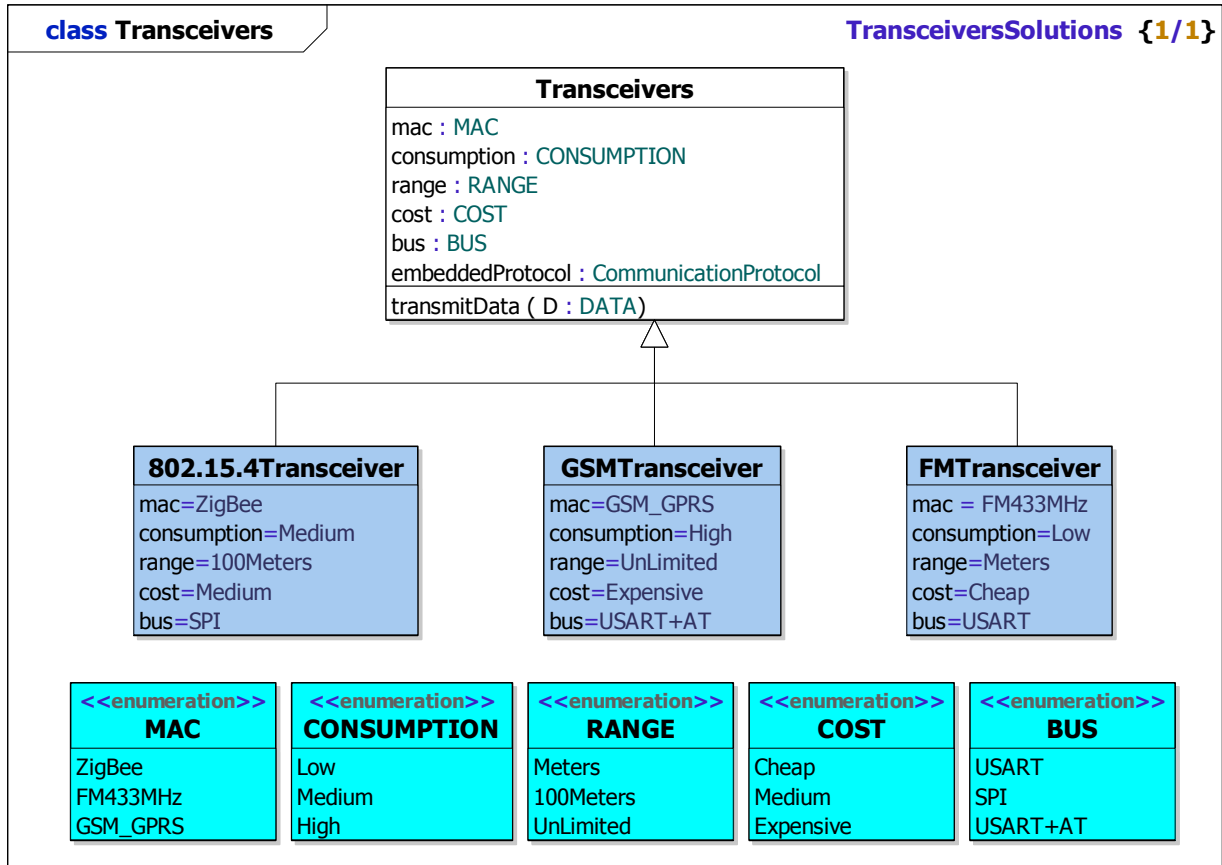 class Transceivers
TransceiversSolutions {1/1}
Transceivers
mac : MAC
consumption : CONSUMPTION
range : RANGE
cost : COST
bus : BUS
embeddedProtocol : CommunicationProtocol
transmitData ( D : DATA)
802.15.4Transceiver
mac=ZigBee
consumption=Medium
range=100Meters
cost=Medium
bus=SPI
GSMTransceiver
mac=GSM_GPRS
consumption=High
range=UnLimited
cost=Expensive
bus=USART+AT
FMTransceiver
mac = FM433MHz
consumption=Low
range=Meters
cost=Cheap
bus=USART
<<enumeration>>
MAC
ZigBee
FM433MHz
GSM_GPRS
<<enumeration>>
CONSUMPTION
Low
Medium
High
<<enumeration>>
RANGE
Meters
100Meters
UnLimited
<<enumeration>>
COST
Cheap
Medium
Expensive
<<enumeration>>
BUS
USART
SPI
USART+AT